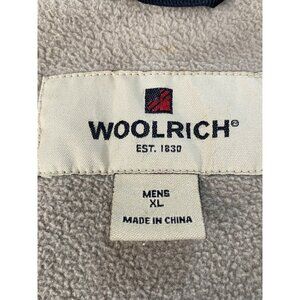 WOOLRICH®
EST. 1830
MENS
XL
MADE IN CHINA